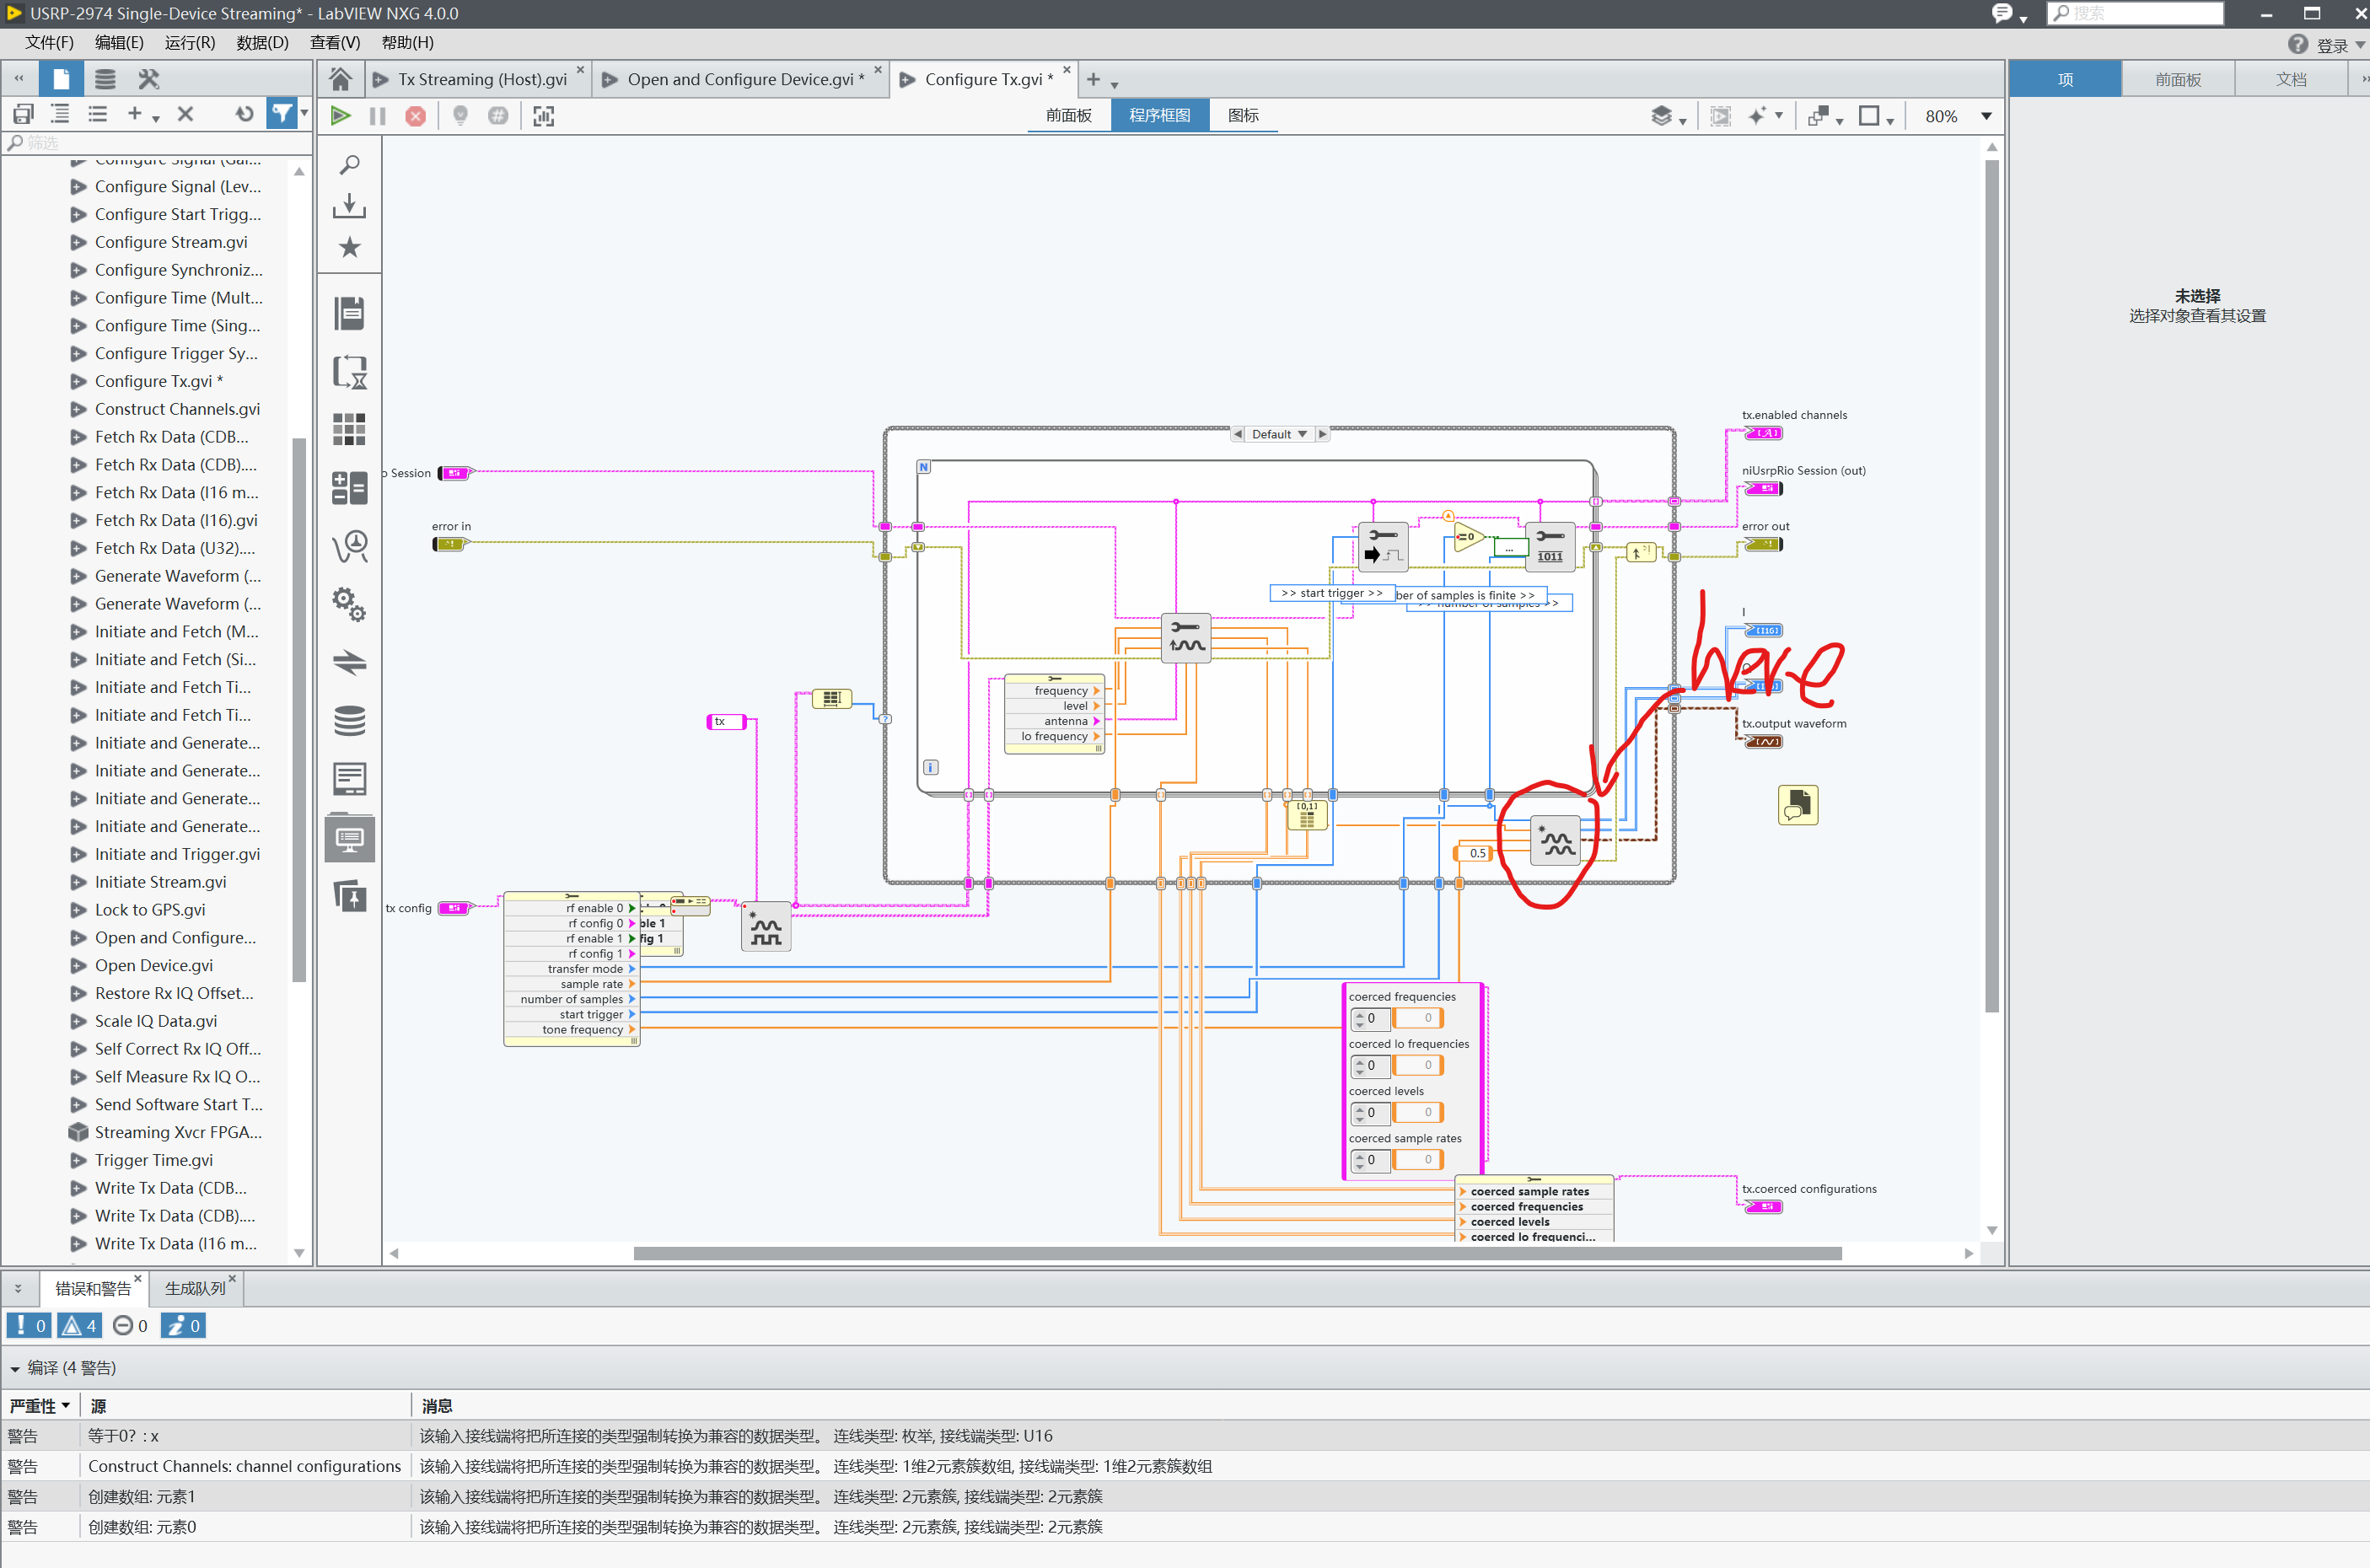 USRP-2974 Single-Device Streaming* - LabVIEW NXG 4.0.0
搜索
文件(F) 编辑(E) 运行(R) 数据(D) 查看(V) 帮助(H)
登录
Tx Streaming (Host).gvi
Open and Configure Device.gvi *
Configure Tx.gvi *
项
前面板
文档
前面板
程序框图
图标
80%
筛选
Configure Signal (Gai...
Configure Signal (Lev...
Configure Start Trigg...
Configure Stream.gvi
Configure Synchroniz...
Configure Time (Mult...
Configure Time (Sing...
Configure Trigger Sy...
Configure Tx.gvi *
Construct Channels.gvi
Fetch Rx Data (CDB...
Fetch Rx Data (CDB)....
Fetch Rx Data (I16 m...
Fetch Rx Data (I16).gvi
Fetch Rx Data (U32)....
Generate Waveform (...
Generate Waveform (...
Initiate and Fetch (M...
Initiate and Fetch (Si...
Initiate and Fetch Ti...
Initiate and Fetch Ti...
Initiate and Generate...
Initiate and Generate...
Initiate and Generate...
Initiate and Generate...
Initiate and Trigger.gvi
Initiate Stream.gvi
Lock to GPS.gvi
Open and Configure...
Open Device.gvi
Restore Rx IQ Offset...
Scale IQ Data.gvi
Self Correct Rx IQ Off...
Self Measure Rx IQ O...
Send Software Start T...
Streaming Xvcr FPGA...
Trigger Time.gvi
Write Tx Data (CDB...
Write Tx Data (CDB)....
Write Tx Data (I16 m...
未选择
选择对象查看其设置
Default
N
i
o Session
error in
tx
tx config
tx.enabled channels
niUsrpRio Session (out)
error out
I
[I16]
here
tx.output waveform
=0
...
1011
>> start trigger >>
ber of samples is finite >>
>> number of samples >>
frequency
level
antenna
lo frequency
[0,1]
0.5
rf enable 0
rf config 0
rf enable 1
rf config 1
transfer mode
sample rate
number of samples
start trigger
tone frequency
ble 1
fig 1
coerced frequencies
0 0
coerced lo frequencies
0 0
coerced levels
0 0
coerced sample rates
0 0
coerced sample rates
coerced frequencies
coerced levels
coerced lo frequenci...
tx.coerced configurations
错误和警告
生成队列
0 4 0 0
编译 (4 警告)
严重性 源 消息
警告 等于0? : x 该输入接线端将把所连接的类型强制转换为兼容的数据类型。 连线类型: 枚举, 接线端类型: U16
警告 Construct Channels: channel configurations 该输入接线端将把所连接的类型强制转换为兼容的数据类型。 连线类型: 1维2元素簇数组, 接线端类型: 1维2元素簇数组
警告 创建数组: 元素1 该输入接线端将把所连接的类型强制转换为兼容的数据类型。 连线类型: 2元素簇, 接线端类型: 2元素簇
警告 创建数组: 元素0 该输入接线端将把所连接的类型强制转换为兼容的数据类型。 连线类型: 2元素簇, 接线端类型: 2元素簇